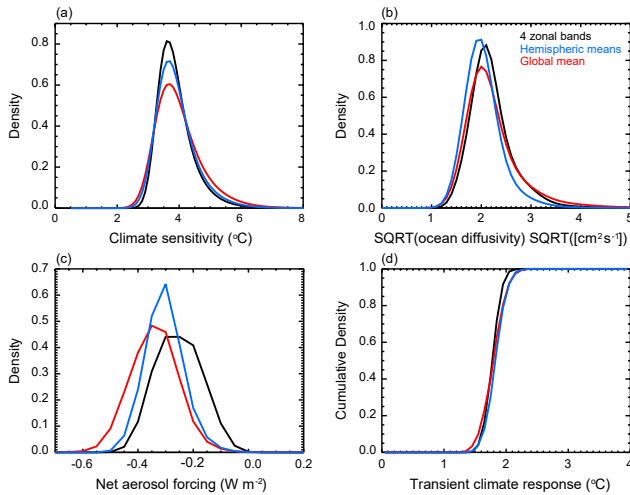 (a)
0.8
0.6
0.4
0.2
0.0
Density
0 2 4 6 8
Climate sensitivity (°C)
(b)
4 zonal bands
Hemispheric means
Global mean
1.0
0.8
0.6
0.4
0.2
0.0
Density
0 1 2 3 4 5
SQRT(ocean diffusivity) SQRT([cm² s⁻¹])
(c)
0.7
0.6
0.5
0.4
0.3
0.2
0.1
0.0
Density
-0.6 -0.4 -0.2 0.0 0.2
Net aerosol forcing (W m⁻²)
(d)
1.0
0.8
0.6
0.4
0.2
0.0
Cumulative Density
0 1 2 3 4
Transient climate response (°C)